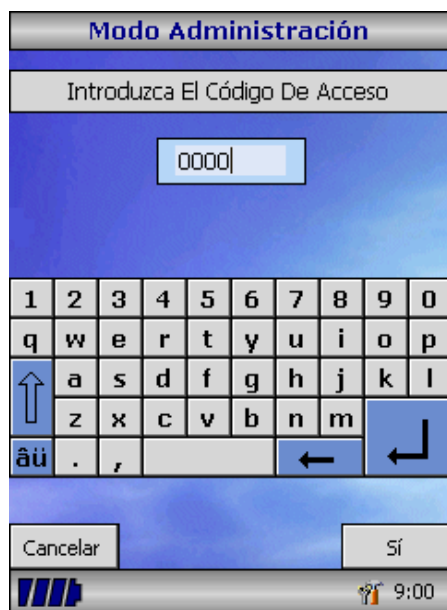 Modo Administración
Introduzca El Código De Acceso
0000
1 2 3 4 5 6 7 8 9 0
q w e r t y u i o p
a s d f g h j k l
z x c v b n m
âü . ,
Cancelar Sí
9:00